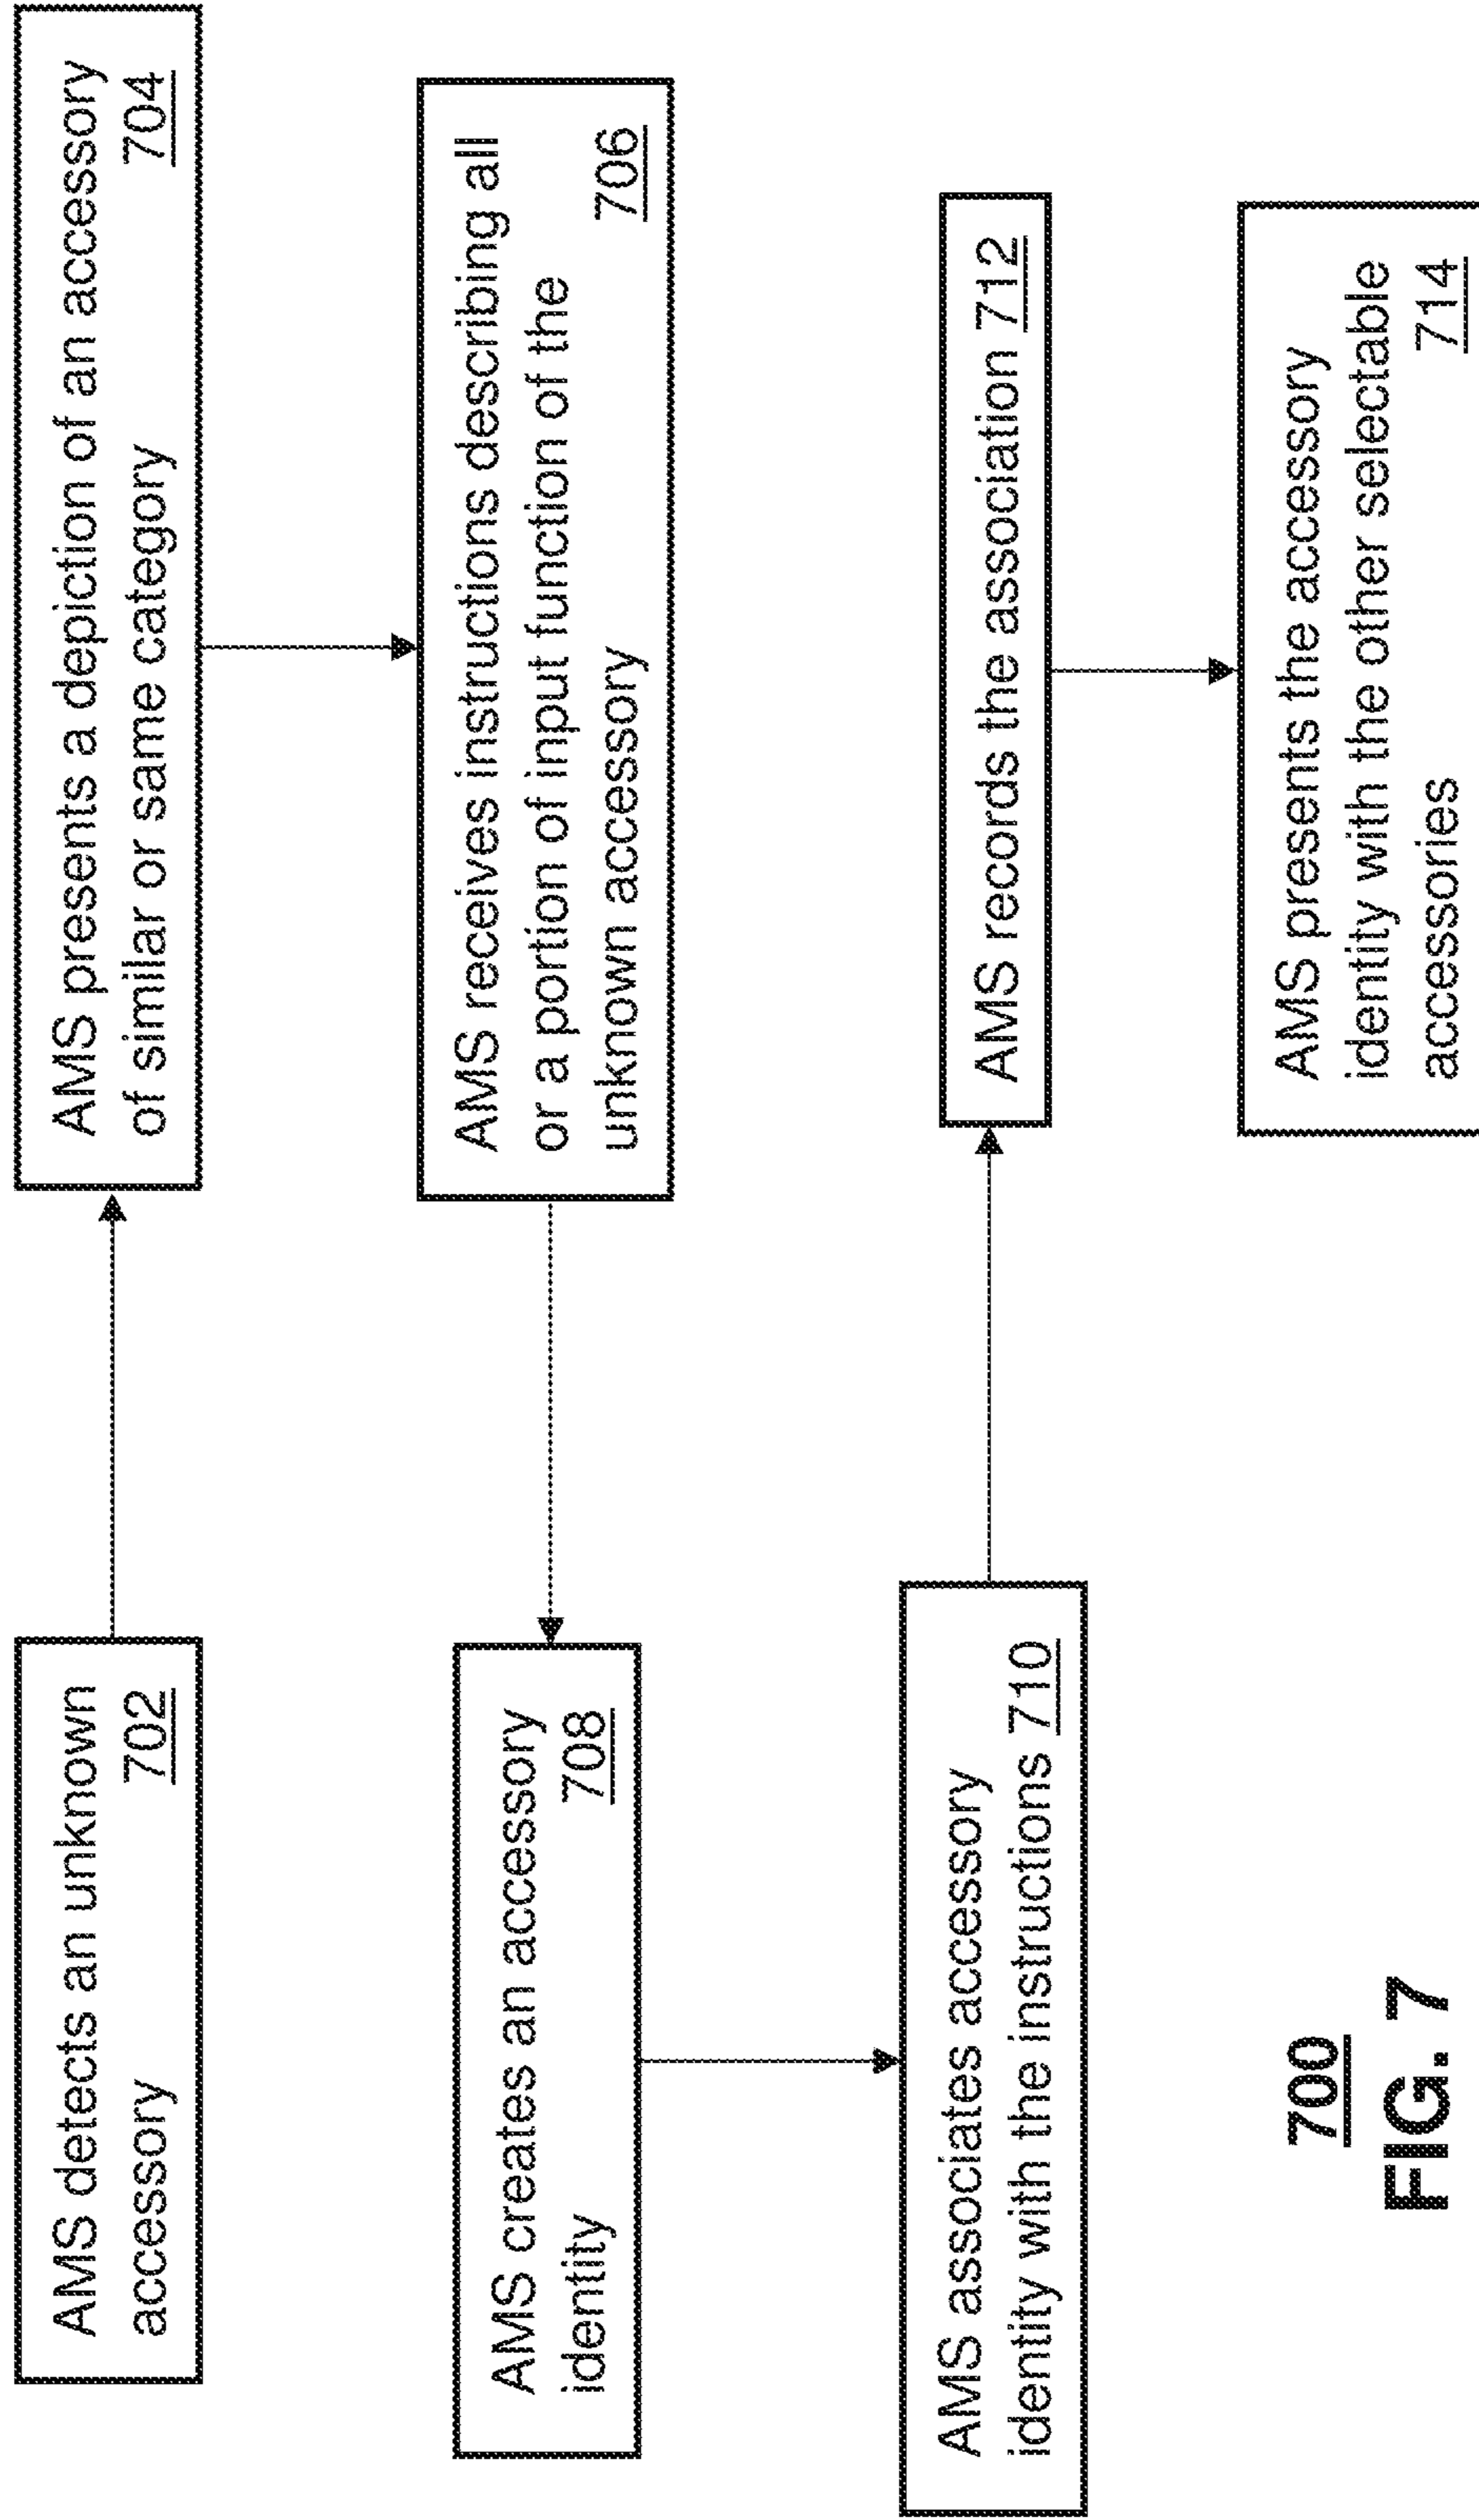 AMS detects an unknown
accessory 702
AMS presents a depiction of an accessory
of similar or same category 704
AMS receives instructions describing all
or a portion of input function of the
unknown accessory 706
AMS creates an accessory
identity 708
AMS associates accessory
identity with the instructions 710
AMS records the association 712
AMS presents the accessory
identity with the other selectable
accessories 714
700
FIG. 7